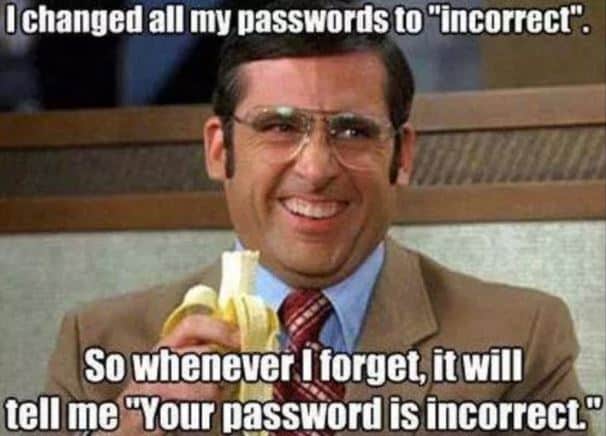 I changed all my passwords to "incorrect".
So whenever I forget, it will
tell me "Your password is incorrect."